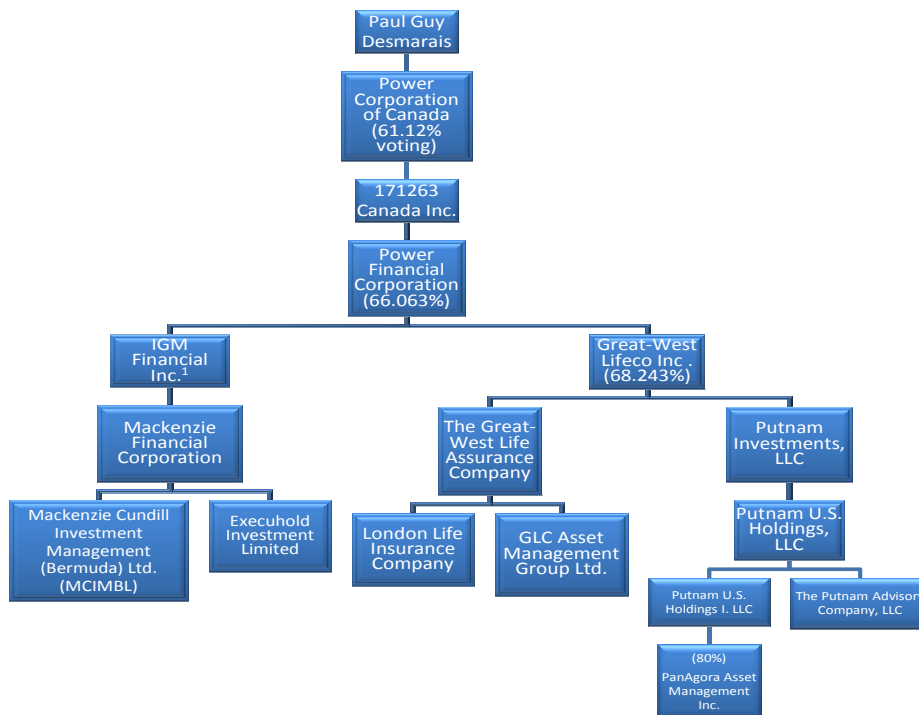 Paul Guy
Desmarais
Power
Corporation
of Canada
(61.12%
voting)
171263
Canada Inc.
Power
Financial
Corporation
(66.063%)
IGM
Financial
Inc.¹
Great-West
Lifeco Inc .
(68.243%)
Mackenzie
Financial
Corporation
The Great-
West Life
Assurance
Company
Putnam
Investments,
LLC
Mackenzie Cundill
Investment
Management
(Bermuda) Ltd.
(MCIMBL)
Execuhold
Investment
Limited
London Life
Insurance
Company
GLC Asset
Management
Group Ltd.
Putnam U.S.
Holdings,
LLC
Putnam U.S.
Holdings I. LLC
The Putnam Advisory
Company, LLC
(80%)
PanAgora Asset
Management
Inc.